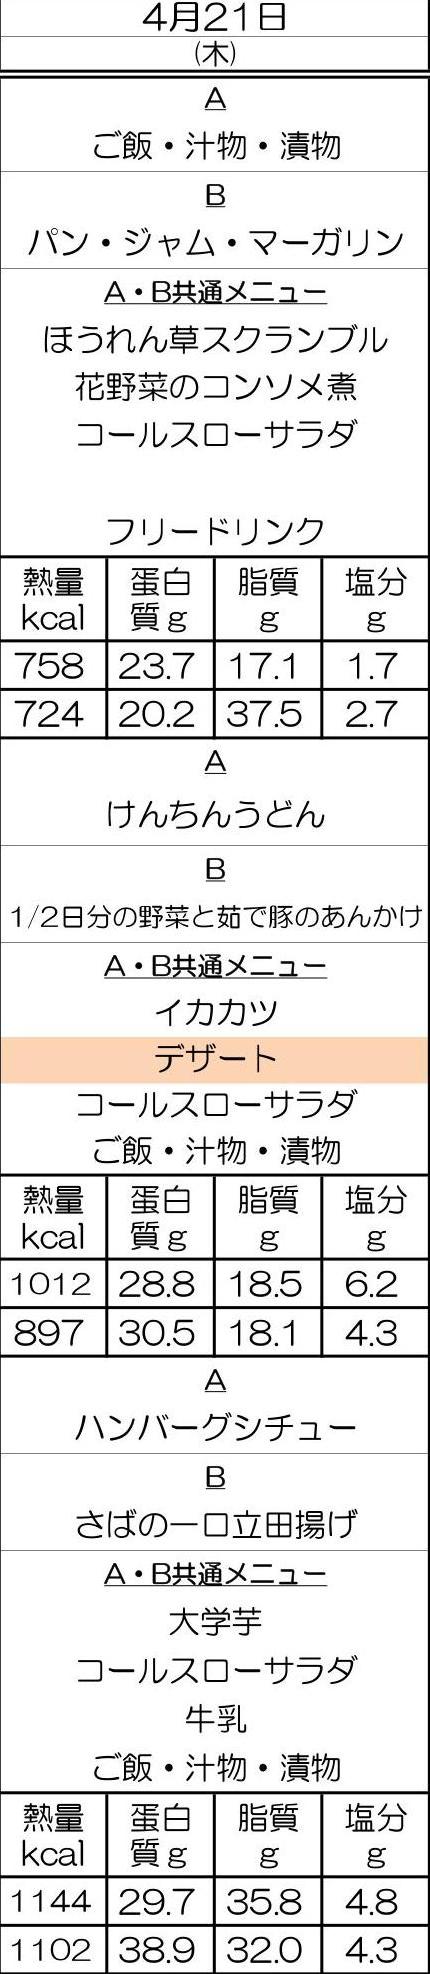 4月21日
(木)
A
ご飯・汁物・漬物
B
パン・ジャム・マーガリン
A・B共通メニュー
ほうれん草スクランブル
花野菜のコンソメ煮
コールスローサラダ
フリードリンク
熱量 蛋白 脂質 塩分
kcal 質g g g
758 23.7 17.1 1.7
724 20.2 37.5 2.7
A
けんちんうどん
B
1/2日分の野菜と茹で豚のあんかけ
A・B共通メニュー
イカカツ
デザート
コールスローサラダ
ご飯・汁物・漬物
熱量 蛋白 脂質 塩分
kcal 質g g g
1012 28.8 18.5 6.2
897 30.5 18.1 4.3
A
ハンバーグシチュー
B
さばの一口立田揚げ
A・B共通メニュー
大学芋
コールスローサラダ
牛乳
ご飯・汁物・漬物
熱量 蛋白 脂質 塩分
kcal 質g g g
1144 29.7 35.8 4.8
1102 38.9 32.0 4.3